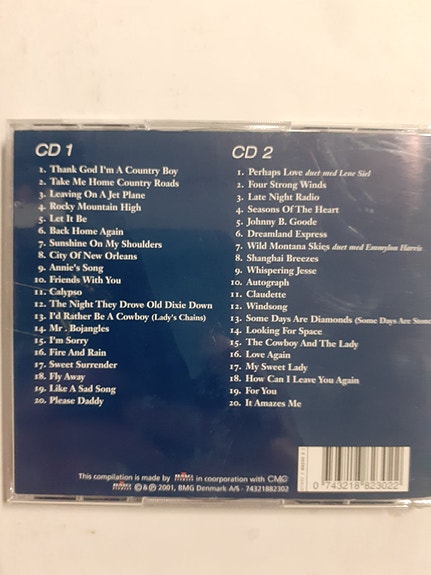 CD 1
1. Thank God I'm A Country Boy
2. Take Me Home Country Roads
3. Leaving On A Jet Plane
4. Rocky Mountain High
5. Let It Be
6. Back Home Again
7. Sunshine On My Shoulders
8. City Of New Orleans
9. Annie's Song
10. Friends With You
11. Calypso
12. The Night They Drove Old Dixie Down
13. I'd Rather Be A Cowboy (Lady's Chains)
14. Mr. Bojangles
15. I'm Sorry
16. Fire And Rain
17. Sweet Surrender
18. Fly Away
19. Like A Sad Song
20. Please Daddy
CD 2
1. Perhaps Love duet med Lene Siel
2. Four Strong Winds
3. Late Night Radio
4. Seasons Of The Heart
5. Johnny B. Goode
6. Dreamland Express
7. Wild Montana Skies duet med Emmylou Harris
8. Shanghai Breezes
9. Whispering Jesse
10. Autograph
11. Claudette
12. Windsong
13. Some Days Are Diamonds (Some Days Are Stone
14. Looking For Space
15. The Cowboy And The Lady
16. Love Again
17. My Sweet Lady
18. How Can I Leave You Again
19. For You
20. It Amazes Me
This compilation is made by BMG in incorporation with CMC
BMG © & ℗ 2001, BMG Denmark A/S - 74321882302
0 743218 823022